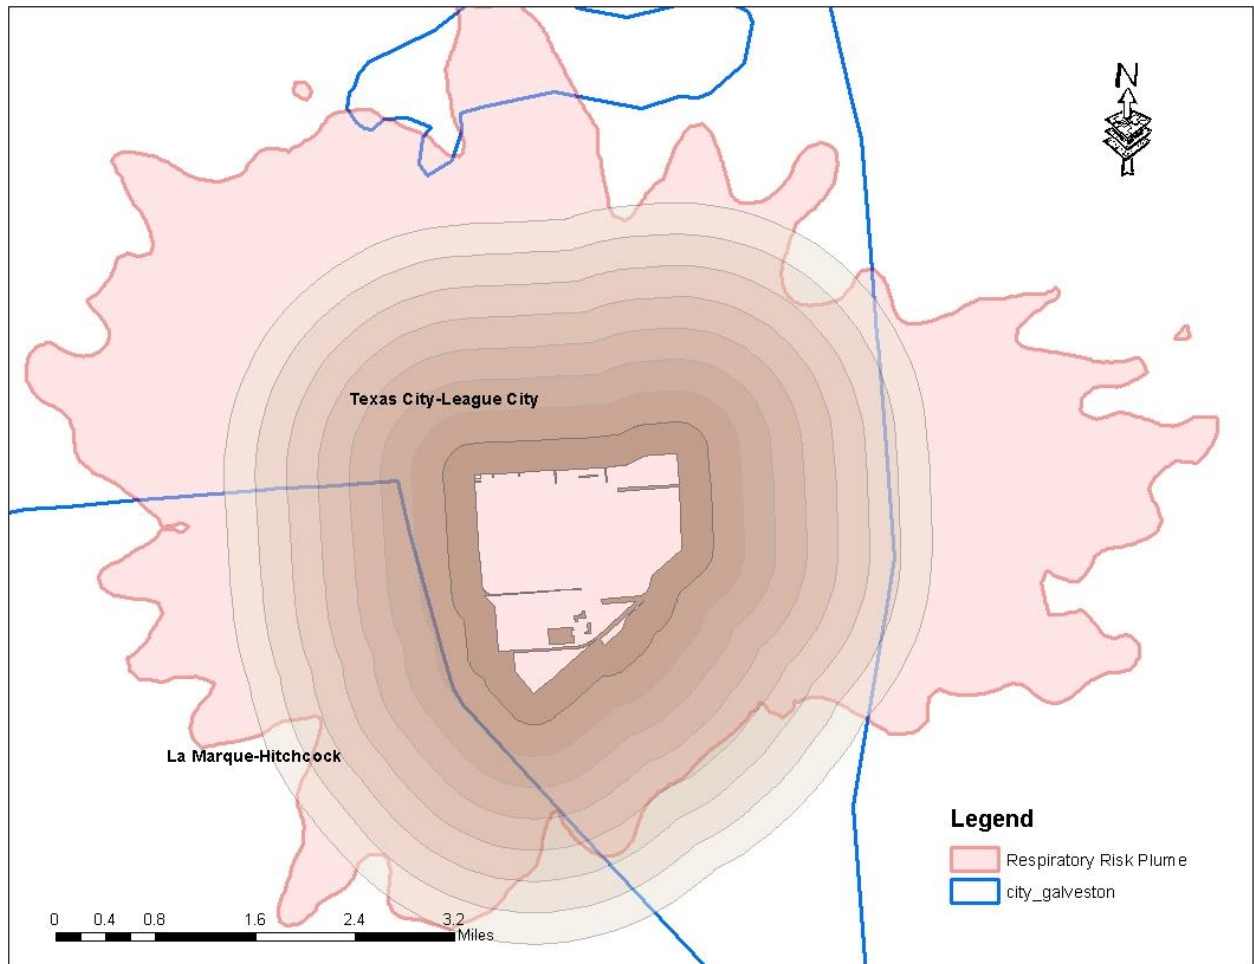 N
Texas City-League City
La Marque-Hitchcock
Legend
Respiratory Risk Plume
city_galveston
0 0.4 0.8 1.6 2.4 3.2
Miles